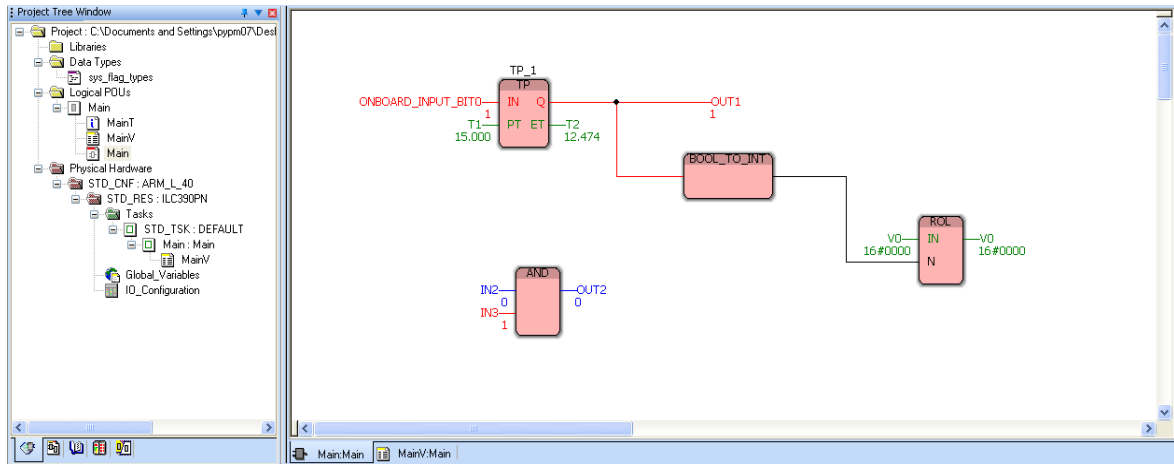 Project Tree Window
Project : C:\Documents and Settings\pypm07\Desl
Libraries
Data Types
sys_flag_types
Logical POUs
Main
MainT
MainV
Main
Physical Hardware
STD_CNF : ARM_L_40
STD_RES : ILC390PN
Tasks
STD_TSK : DEFAULT
Main : Main
MainV
Global_Variables
IO_Configuration
TP_1
TP
ONBOARD_INPUT_BIT0 IN Q OUT1
1 1
T1 PT ET T2
15.000 12.474
BOOL_TO_INT
ROL
V0 IN V0
16#0000 16#0000
N
AND
IN2 OUT2
0 0
IN3
1
Main:Main MainV:Main